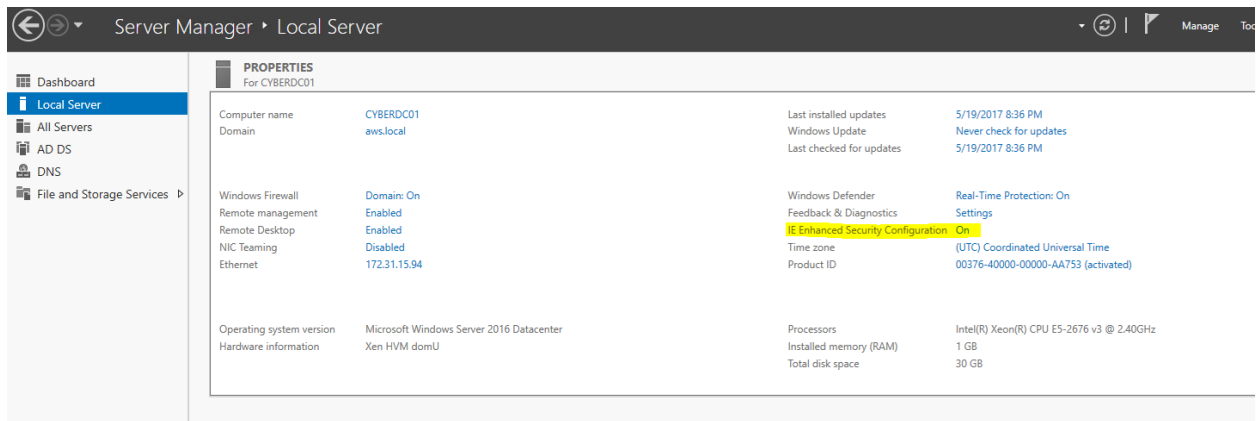 Server Manager ‣ Local Server
Manage
Too
Dashboard
Local Server
All Servers
AD DS
DNS
File and Storage Services
PROPERTIES
For CYBERDC01
Computer name CYBERDC01
Domain aws.local
Last installed updates 5/19/2017 8:36 PM
Windows Update Never check for updates
Last checked for updates 5/19/2017 8:36 PM
Windows Firewall Domain: On
Remote management Enabled
Remote Desktop Enabled
NIC Teaming Disabled
Ethernet 172.31.15.94
Windows Defender Real-Time Protection: On
Feedback & Diagnostics Settings
IE Enhanced Security Configuration On
Time zone (UTC) Coordinated Universal Time
Product ID 00376-40000-00000-AA753 (activated)
Operating system version Microsoft Windows Server 2016 Datacenter
Hardware information Xen HVM domU
Processors Intel(R) Xeon(R) CPU E5-2676 v3 @ 2.40GHz
Installed memory (RAM) 1 GB
Total disk space 30 GB